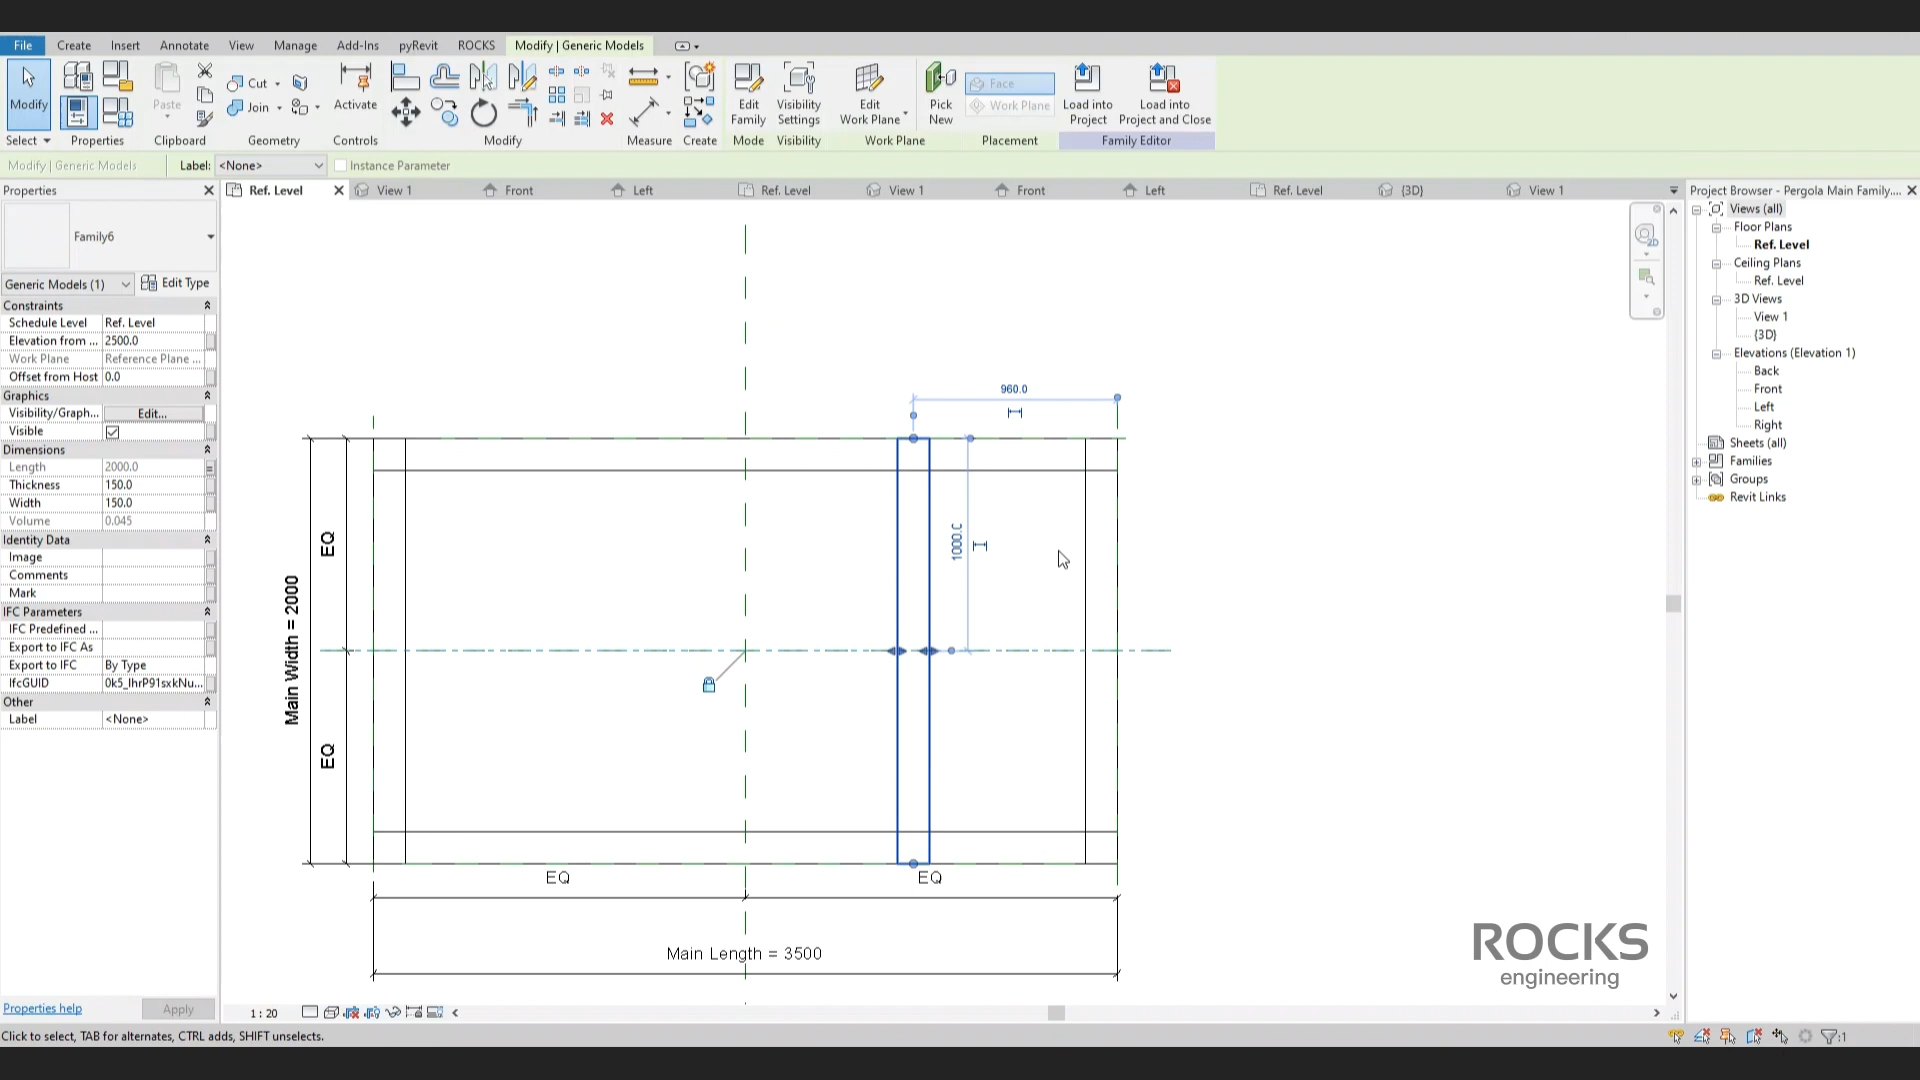 File Create Insert Annotate View Manage Add-Ins pyRevit ROCKS Modify | Generic Models
Modify Paste Cut Join Activate Edit Family Visibility Settings Edit Work Plane Pick New Face Work Plane Load into Project Load into Project and Close
Select Properties Clipboard Geometry Controls Modify Measure Create Mode Visibility Work Plane Placement Family Editor
Modify | Generic Models Label: <None> Instance Parameter
Properties
Ref. Level View 1 Front Left Ref. Level View 1 Front Left Ref. Level {3D} View 1
Project Browser - Pergola Main Family....
Family6
Generic Models (1) Edit Type
Constraints
Schedule Level Ref. Level
Elevation from ... 2500.0
Work Plane Reference Plane ...
Offset from Host 0.0
Graphics
Visibility/Graph... Edit...
Visible
Dimensions
Length 2000.0 =
Thickness 150.0
Width 150.0
Volume 0.045
Identity Data
Image
Comments
Mark
IFC Parameters
IFC Predefined ...
Export to IFC As
Export to IFC By Type
IfcGUID 0k5_IhrP91sxkNu...
Other
Label <None>
Properties help Apply
960.0
1000.0
EQ
Main Width = 2000
EQ
EQ EQ
Main Length = 3500
2D
Views (all)
Floor Plans
Ref. Level
Ceiling Plans
Ref. Level
3D Views
View 1
{3D}
Elevations (Elevation 1)
Back
Front
Left
Right
Sheets (all)
Families
Groups
Revit Links
ROCKS
engineering
1 : 20
Click to select, TAB for alternates, CTRL adds, SHIFT unselects.
:1